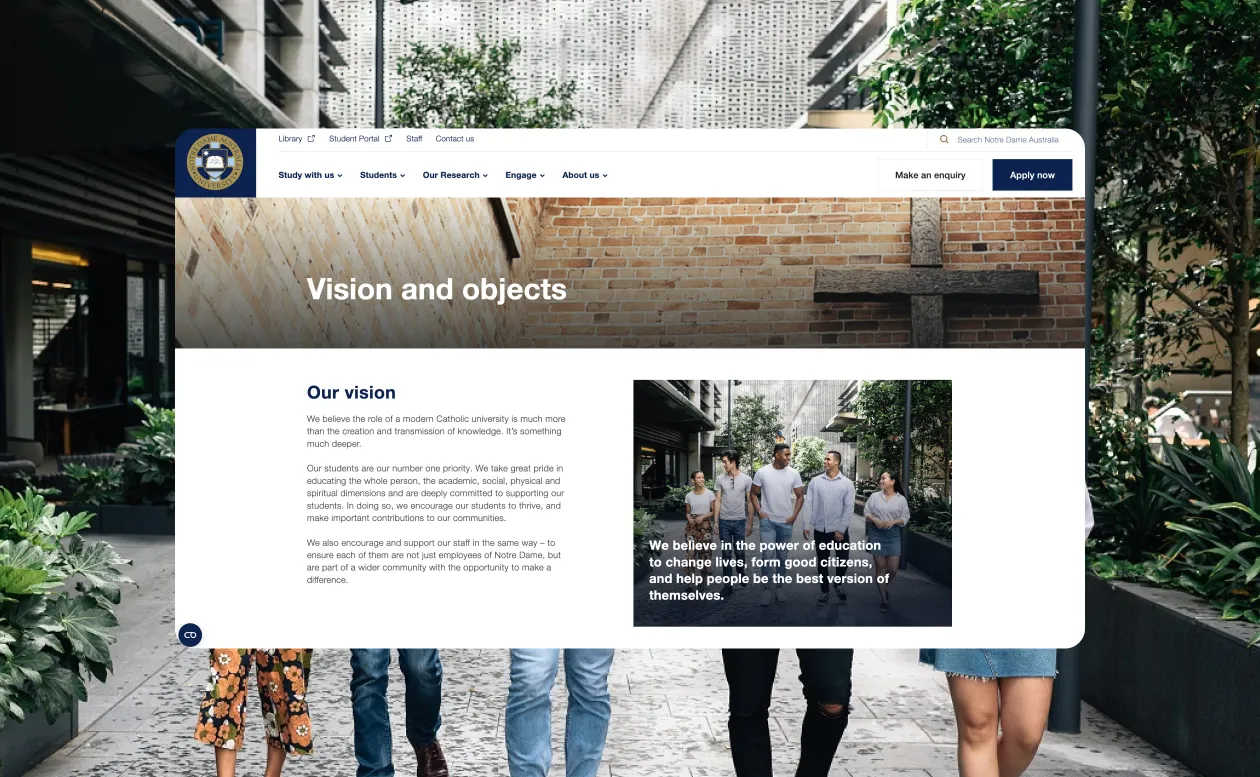 NOTRE DAME AUSTRALIA
UNIVERSITY
Library
Student Portal
Staff
Contact us
Search Notre Dame Australia
Study with us
Students
Our Research
Engage
About us
Make an enquiry
Apply now
Vision and objects
Our vision
We believe the role of a modern Catholic university is much more
than the creation and transmission of knowledge. It's something
much deeper.
Our students are our number one priority. We take great pride in
educating the whole person, the academic, social, physical and
spiritual dimensions and are deeply committed to supporting our
students. In doing so, we encourage our students to thrive, and
make important contributions to our communities.
We also encourage and support our staff in the same way – to
ensure each of them are not just employees of Notre Dame, but
are part of a wider community with the opportunity to make a
difference.
We believe in the power of education
to change lives, form good citizens,
and help people be the best version of
themselves.